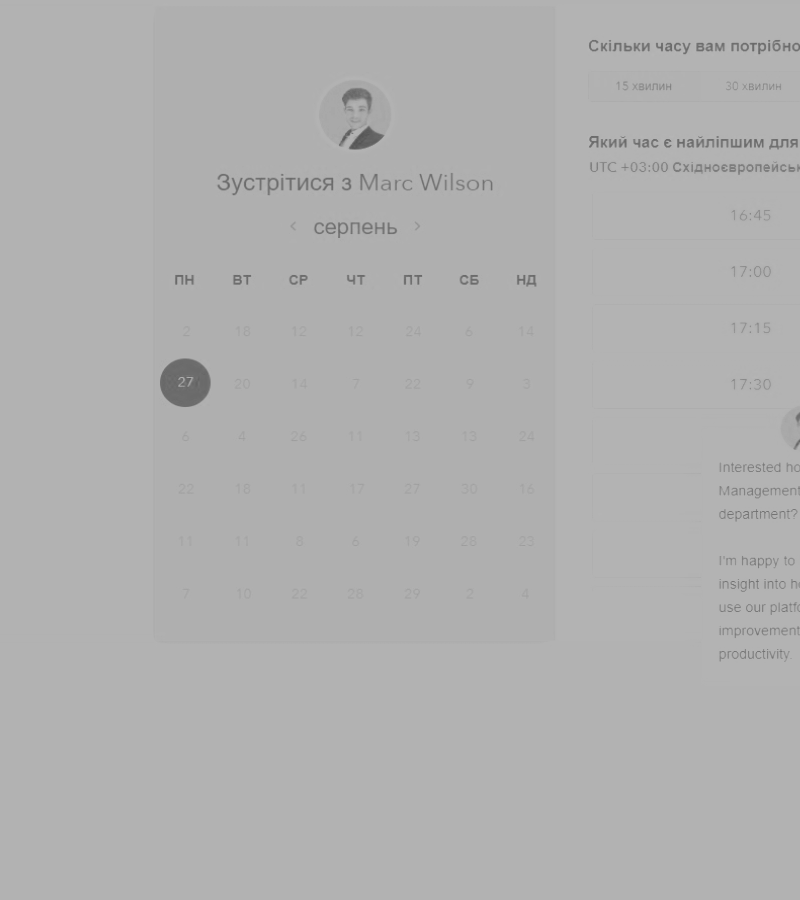 Зустрітися з Marc Wilson
серпень
ПН ВТ СР ЧТ ПТ СБ НД
2 18 12 12 24 6 14
27 20 14 7 22 9 3
6 4 26 11 13 13 24
22 18 11 17 27 30 16
11 11 8 6 19 28 23
7 10 22 28 29 2 4
Скільки часу вам потрібно
15 хвилин 30 хвилин
Який час є найліпшим для
UTC +03:00 Східноєвропейськ
16:45
17:00
17:15
17:30
Interested ho
Management
department?
I'm happy to
insight into h
use our platfo
improvement
productivity.